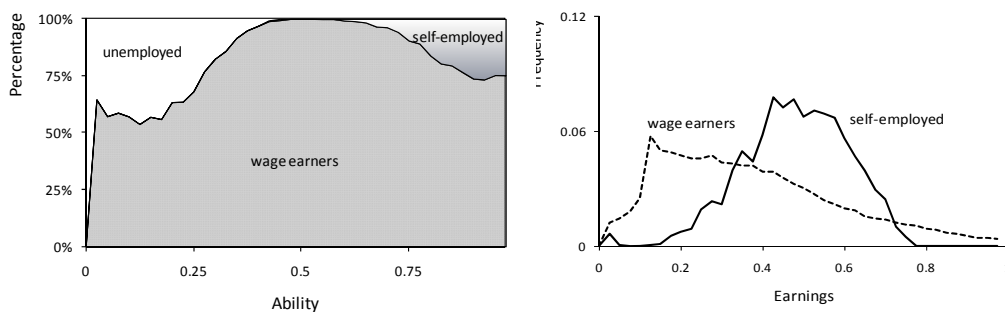 Percentage
100%
75%
50%
25%
0%
unemployed
self-employed
wage earners
0 0.25 0.5 0.75
Ability
0.12
0.06
0
wage earners
self-employed
0 0.2 0.4 0.6 0.8
Earnings